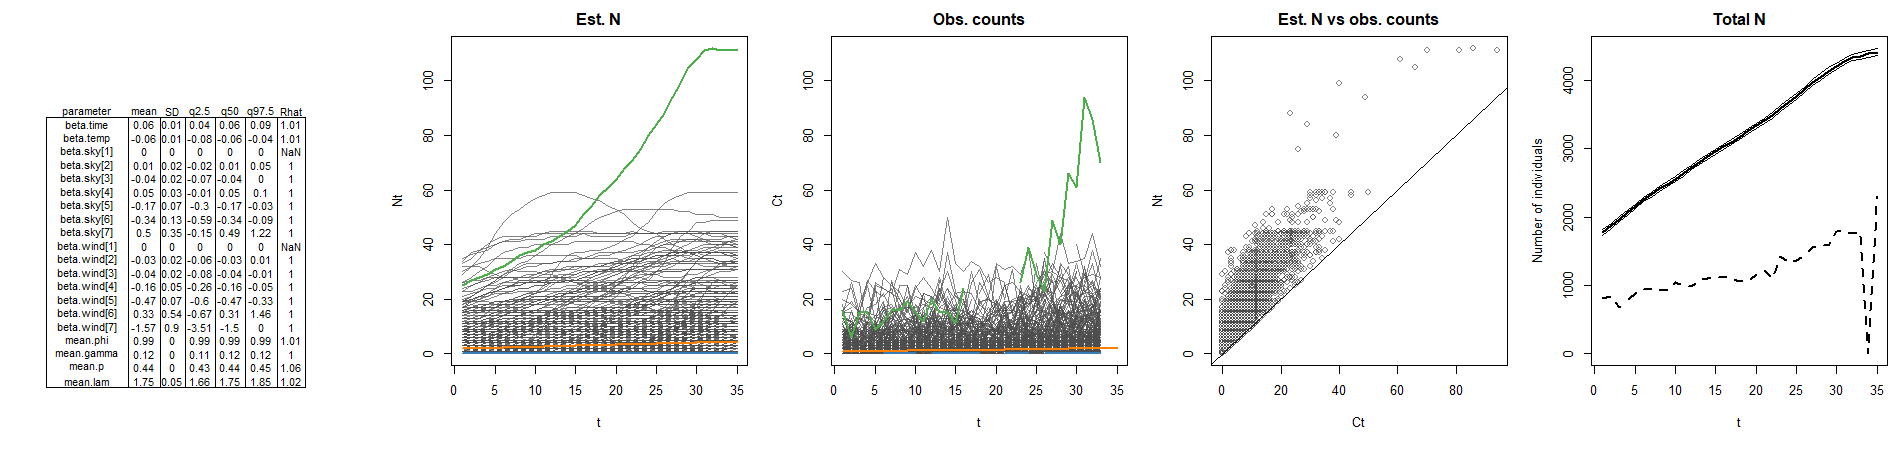 parameter mean SD q2.5 q50 q97.5 Rhat
beta.time 0.06 0.01 0.04 0.06 0.09 1.01
beta.temp -0.06 0.01 -0.08 -0.06 -0.04 1.01
beta.sky[1] 0 0 0 0 0 NaN
beta.sky[2] 0.01 0.02 -0.02 0.01 0.05 1
beta.sky[3] -0.04 0.02 -0.07 -0.04 0 1
beta.sky[4] 0.05 0.03 -0.01 0.05 0.1 1
beta.sky[5] -0.17 0.07 -0.3 -0.17 -0.03 1
beta.sky[6] -0.34 0.13 -0.59 -0.34 -0.09 1
beta.sky[7] 0.5 0.35 -0.15 0.49 1.22 1
beta.wind[1] 0 0 0 0 0 NaN
beta.wind[2] -0.03 0.02 -0.06 -0.03 0.01 1
beta.wind[3] -0.04 0.02 -0.08 -0.04 -0.01 1
beta.wind[4] -0.16 0.05 -0.26 -0.16 -0.05 1
beta.wind[5] -0.47 0.07 -0.6 -0.47 -0.33 1
beta.wind[6] 0.33 0.54 -0.67 0.31 1.46 1
beta.wind[7] -1.57 0.9 -3.51 -1.5 0 1
mean.phi 0.99 0 0.99 0.99 0.99 1.01
mean.gamma 0.12 0 0.11 0.12 0.12 1
mean.p 0.44 0 0.43 0.44 0.45 1.06
mean.lam 1.75 0.05 1.66 1.75 1.85 1.02
Est. N
Nt
100
80
60
40
20
0
0 5 10 15 20 25 30 35
t
Obs. counts
Ct
100
80
60
40
20
0
0 5 10 15 20 25 30 35
t
Est. N vs obs. counts
Nt
100
80
60
40
20
0
0 20 40 60 80
Ct
Total N
Number of individuals
4000
3000
2000
1000
0
0 5 10 15 20 25 30 35
t